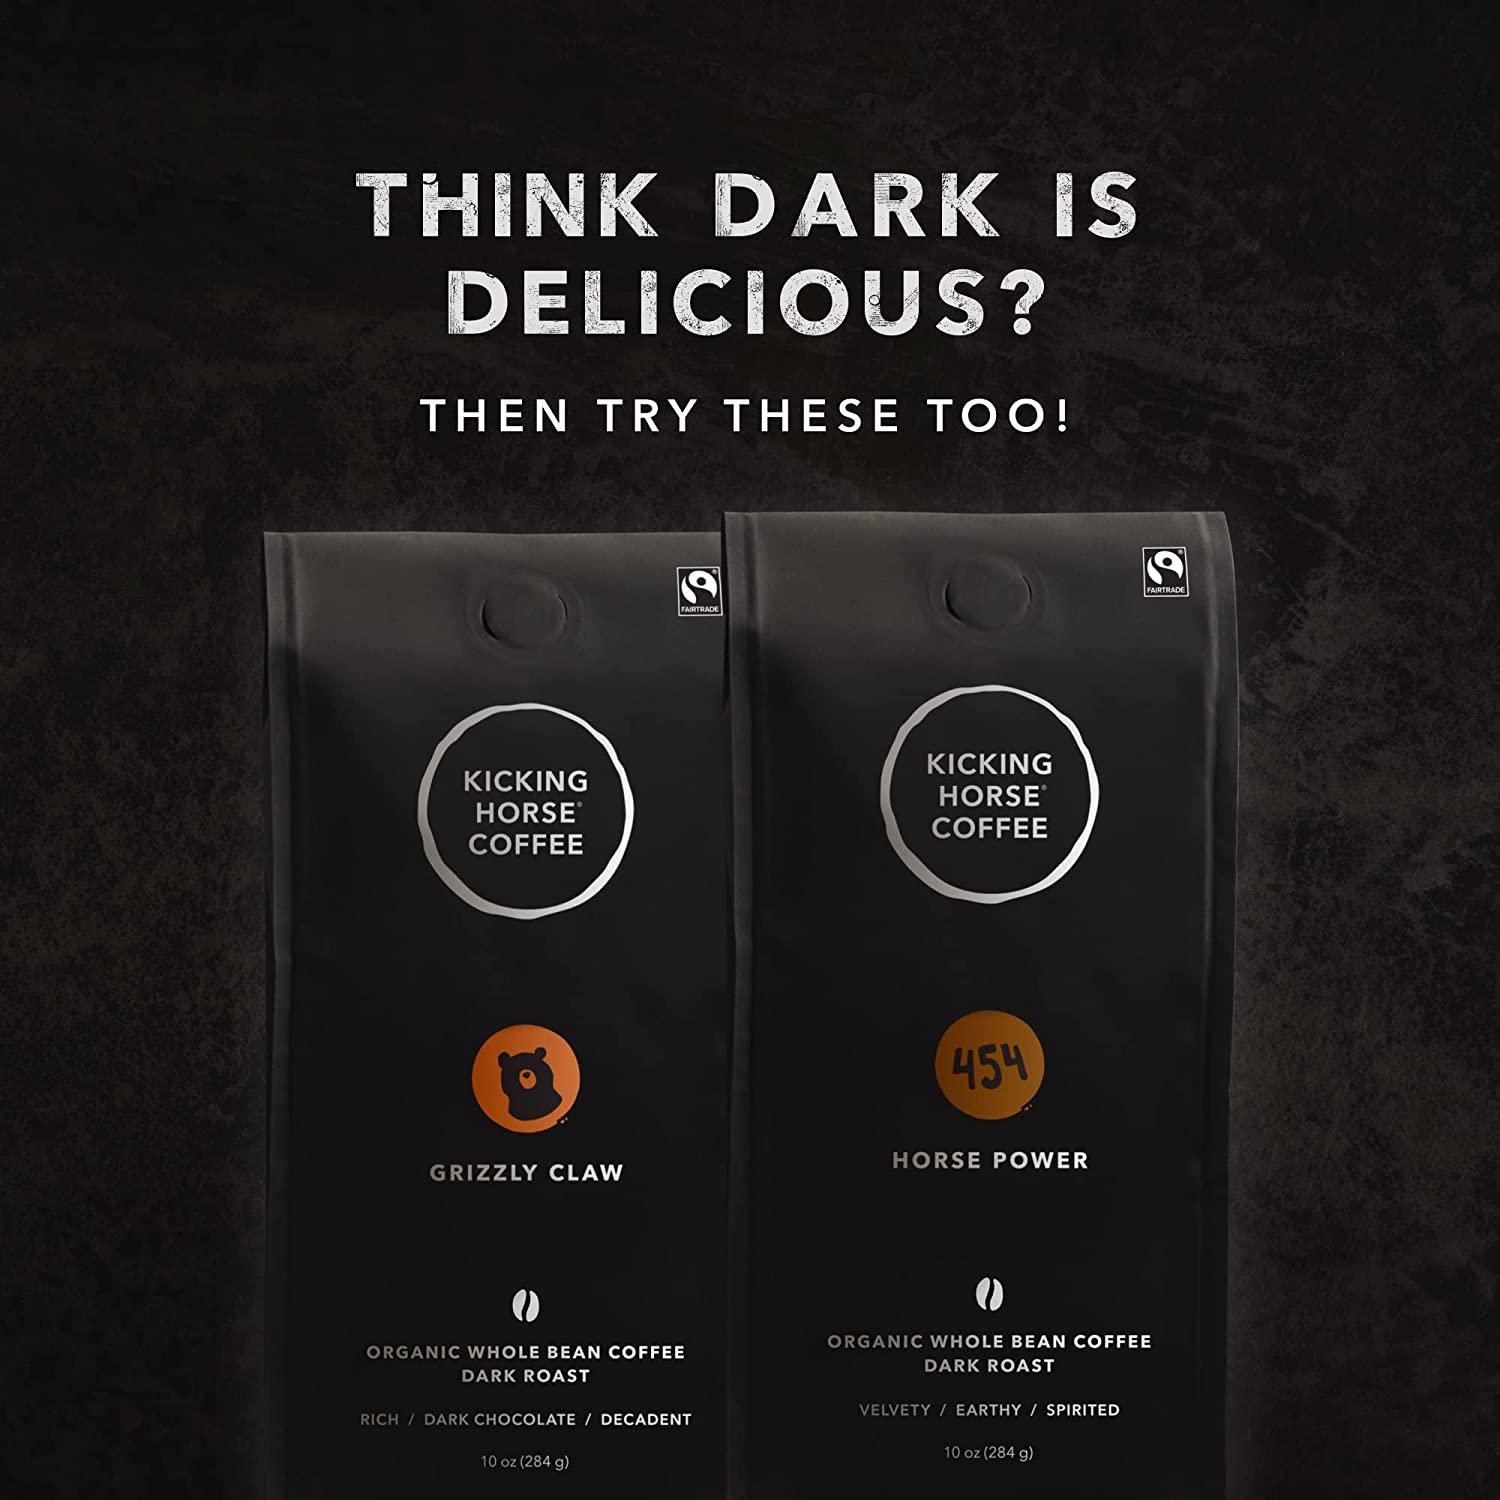 THINK DARK IS
DELICIOUS?
THEN TRY THESE TOO!
FAIRTRADE
KICKING
HORSE®
COFFEE
GRIZZLY CLAW
ORGANIC WHOLE BEAN COFFEE
DARK ROAST
RICH / DARK CHOCOLATE / DECADENT
10 oz (284 g)
FAIRTRADE
KICKING
HORSE®
COFFEE
454
HORSE POWER
ORGANIC WHOLE BEAN COFFEE
DARK ROAST
VELVETY / EARTHY / SPIRITED
10 oz (284 g)